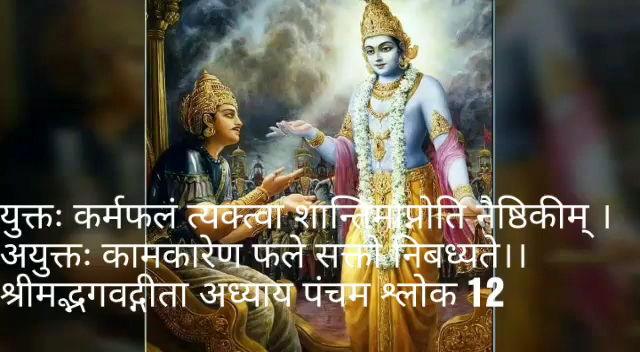 युक्तः कर्मफलं त्यक्त्वा शान्तिमाप्नोति नैष्ठिकीम् ।
अयुक्तः कामकारेण फले सक्तो निबध्यते।।
श्रीमद्भगवद्गीता अध्याय पंचम श्लोक 12